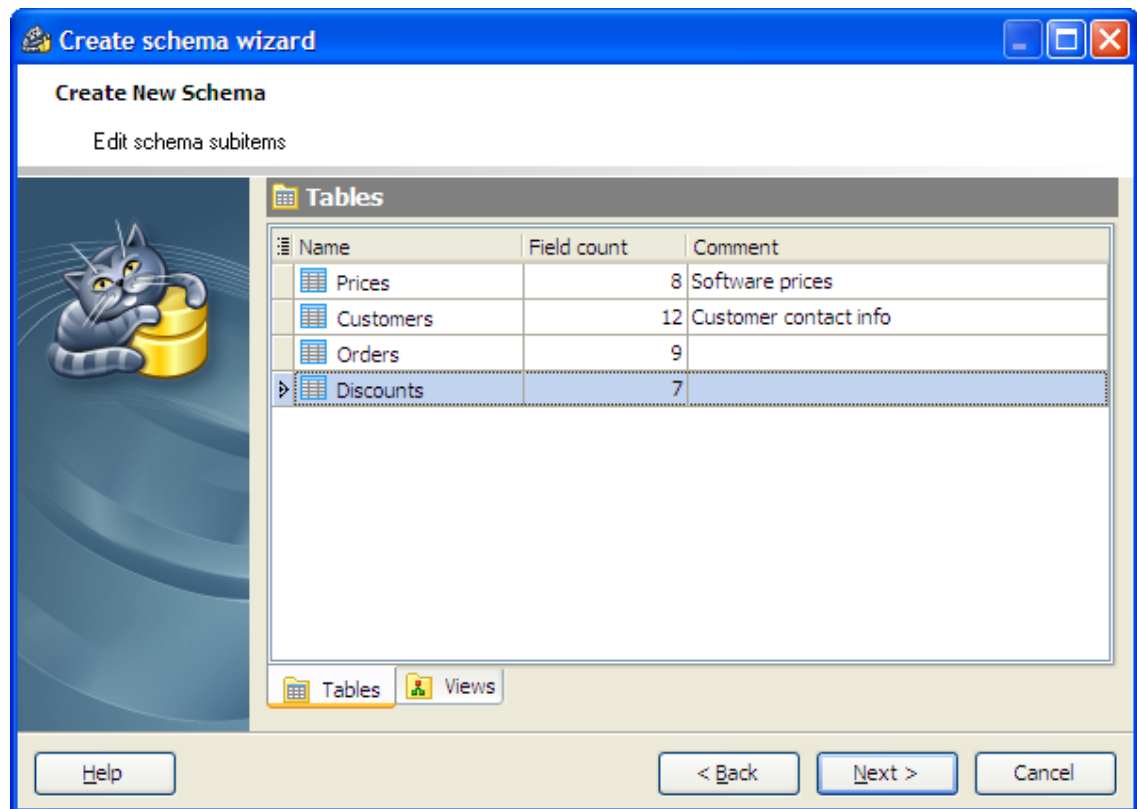 Create schema wizard
Create New Schema
Edit schema subitems
Tables
Name Field count Comment
Prices 8 Software prices
Customers 12 Customer contact info
Orders 9
Discounts 7
Tables Views
Help < Back Next > Cancel